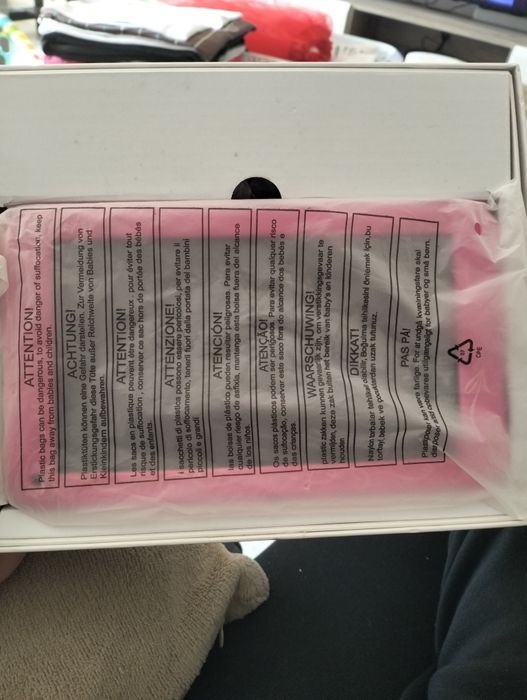 ATTENTION!
Plastic bags can be dangerous, to avoid danger of suffocation, keep
this bag away from babies and children.
ACHTUNG!
Plastiktüten können eine Gefahr darstellen. Zur Vermeidung von
Erstickungsgefahr diese Tüte außer Reichweite von Babies und
Kleinkindern aufbewahren.
ATTENTION!
Les sacs en plastique peuvent être dangereux, pour éviter tout
risque de suffocation, conserver ce sac hors de portée des bébés
et des enfants.
ATTENZIONE!
I sacchetti di plastica possono essere pericolosi, per evitare il
pericolo di soffocamento, tenerli fuori della portata dei bambini
piccoli e grandi
ATENCIÓN!
las bolsas de plástico pueden resultar peligrosas. Para evitar
cualquier riesgo de asfixia, mantenga esta bolsa fuera del alcance
de los niños.
ATENÇÃO!
Os sacos plásticos podem ser perigosos. Para evitar qualquer risco
de sufocação, conservar este saco fora do alcance dos bebês e
das crianças.
WAARSCHUWING!
plastic zakken kunnen gevaarlijk zijn, om verstikkingsgevaar te
vermijden, deze zak buiten het bereik van baby's en kinderen
houden
DIKKAT!
Naylon torbalar tehlikeli olabilir, boğulma tehlikesini önlemek için,bu
torbayi bebek ve çocuklardan uzak tutunuz.
PAS PÅ!
Plastposer kan være farlige. For at undgå kvælningsfare skal
die poser opbevares utilgængeligt for babyer og små børn.
CPE